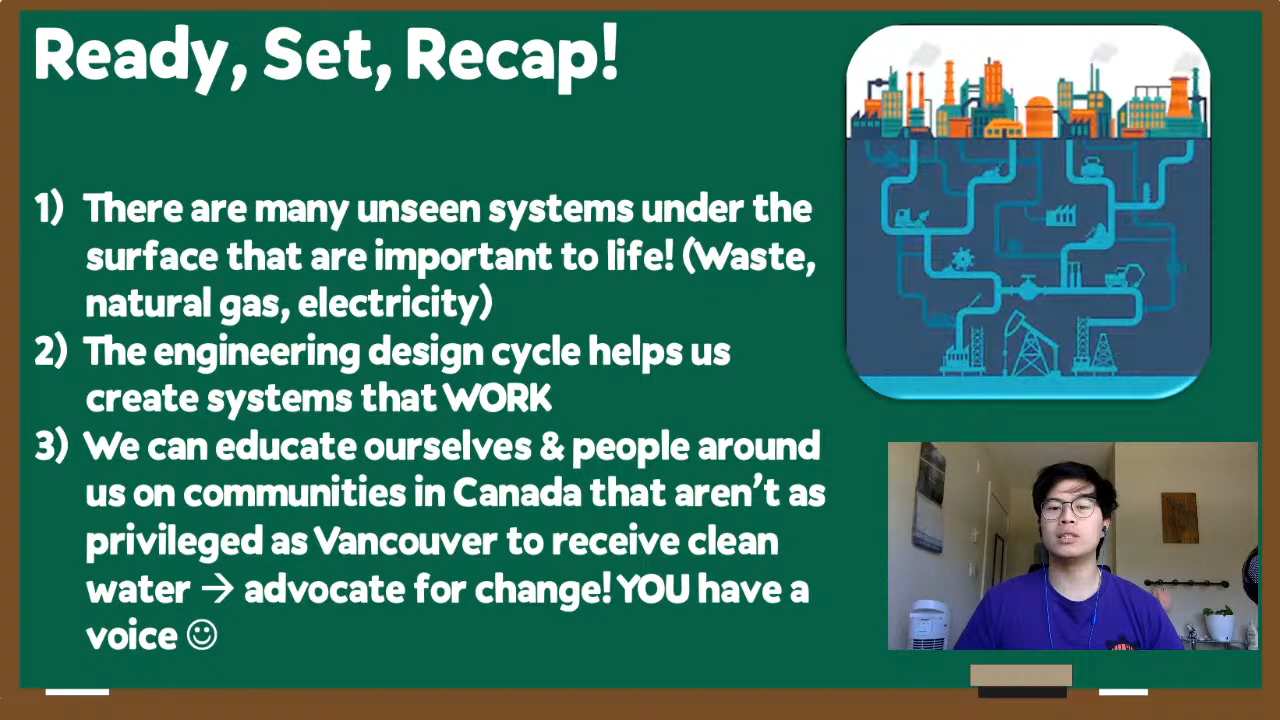 Ready, Set, Recap!
1) There are many unseen systems under the
surface that are important to life! (Waste,
natural gas, electricity)
2) The engineering design cycle helps us
create systems that WORK
3) We can educate ourselves & people around
us on communities in Canada that aren’t as
privileged as Vancouver to receive clean
water → advocate for change! YOU have a
voice ☺